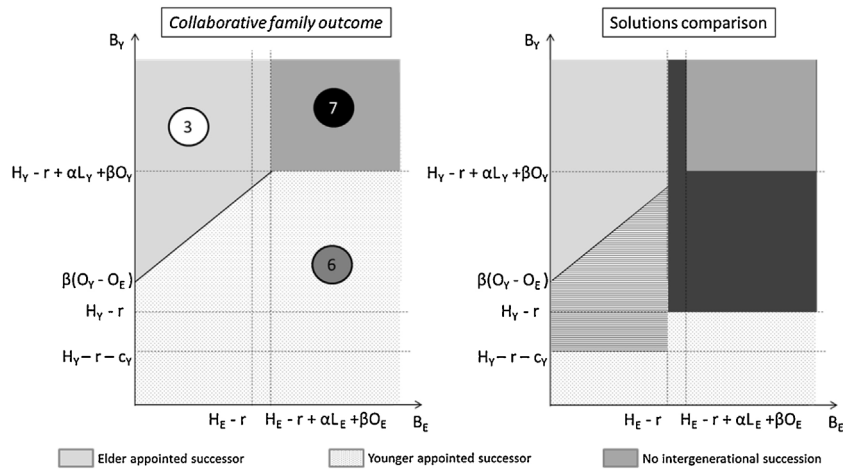 Collaborative family outcome
Solutions comparison
B_Y
B_Y
3
7
H_Y - r + αL_Y +βO_Y
H_Y - r + αL_Y +βO_Y
6
β(O_Y - O_E)
β(O_Y - O_E)
H_Y - r
H_Y - r
H_Y – r – c_Y
H_Y – r – c_Y
H_E - r
H_E - r + αL_E +βO_E
B_E
H_E - r
H_E - r + αL_E +βO_E
B_E
Elder appointed successor
Younger appointed successor
No intergenerational succession